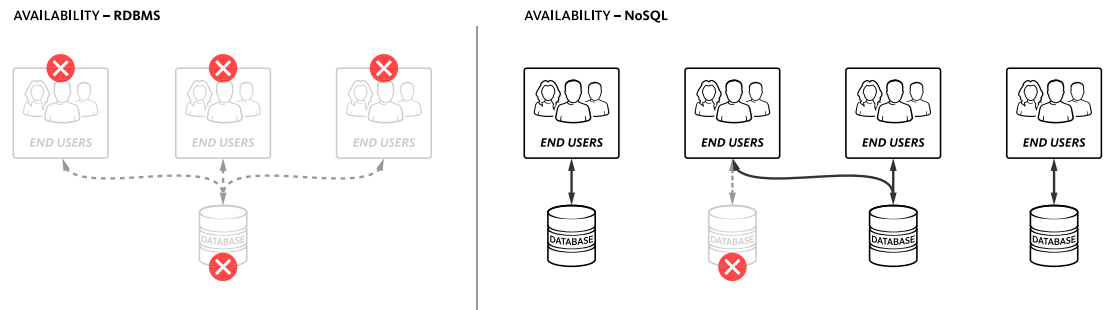 AVAILABILITY – RDBMS
END USERS
END USERS
END USERS
DATABASE
AVAILABILITY – NoSQL
END USERS
END USERS
END USERS
END USERS
DATABASE
DATABASE
DATABASE
DATABASE